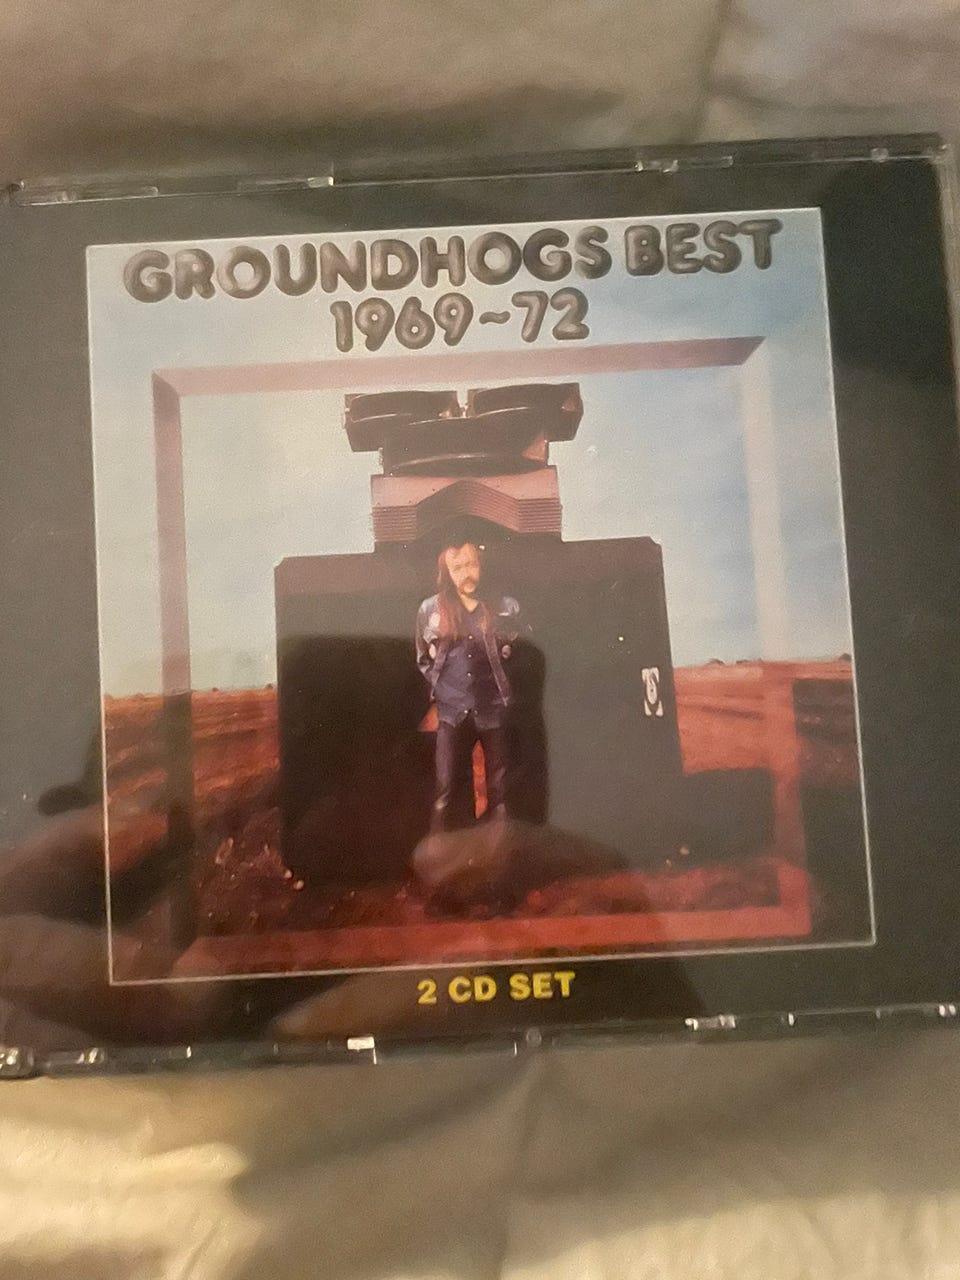 GROUNDHOGS BEST
1969~72
2 CD SET